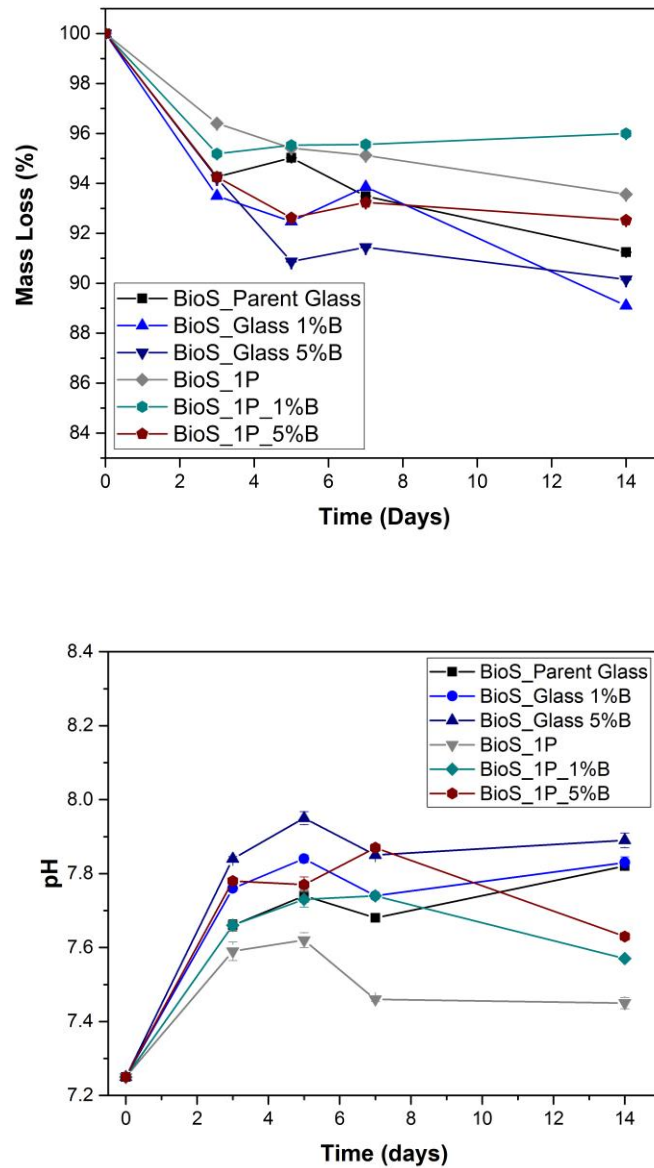 100
98
96
94
92
90
88
86
84
Mass Loss (%)
BioS_Parent Glass
BioS_Glass 1%B
BioS_Glass 5%B
BioS_1P
BioS_1P_1%B
BioS_1P_5%B
0 2 4 6 8 10 12 14
Time (Days)
8.4
8.2
8.0
7.8
7.6
7.4
7.2
pH
BioS_Parent Glass
BioS_Glass 1%B
BioS_Glass 5%B
BioS_1P
BioS_1P_1%B
BioS_1P_5%B
0 2 4 6 8 10 12 14
Time (days)